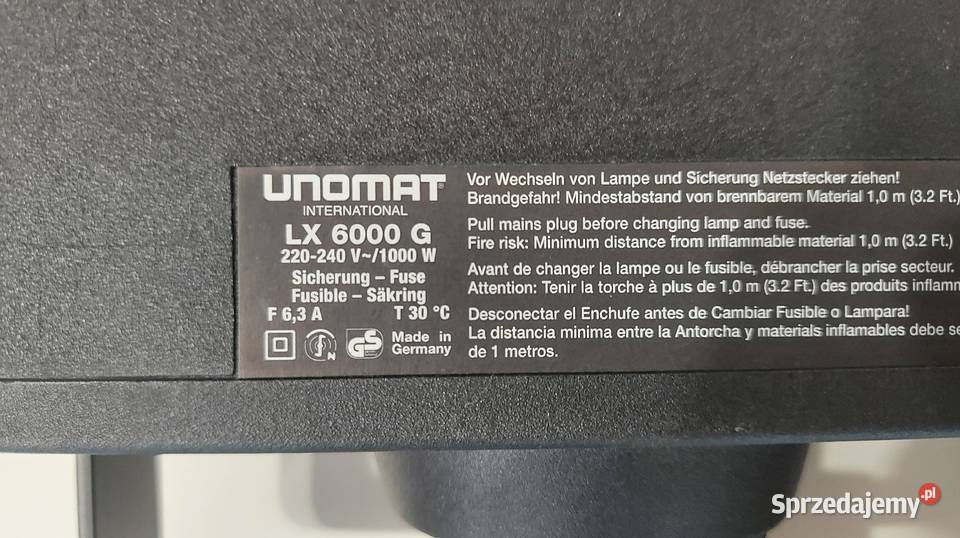 UNOMAT
INTERNATIONAL
LX 6000 G
220-240 V~/1000 W
Sicherung – Fuse
Fusible – Säkring
F 6,3 A T 30 °C
N GS Made in
Germany
Vor Wechseln von Lampe und Sicherung Netzstecker ziehen!
Brandgefahr! Mindestabstand von brennbarem Material 1,0 m (3.2 Ft.)
Pull mains plug before changing lamp and fuse.
Fire risk: Minimum distance from inflammable material 1,0 m (3.2 Ft.)
Avant de changer la lampe ou le fusible, débrancher la prise secteur.
Attention: Tenir la torche à plus de 1,0 m (3.2 Ft.) des produits inflamm
Desconectar el Enchufe antes de Cambiar Fusible o Lampara!
La distancia minima entre la Antorcha y materials inflamables debe se
de 1 metros.
Sprzedajemy.pl